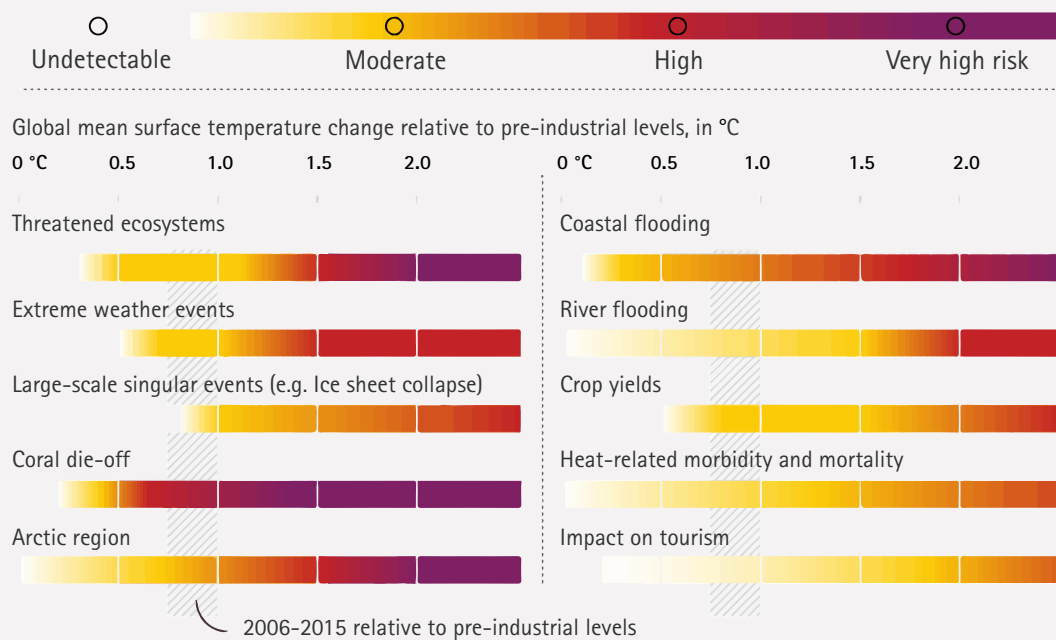 Undetectable Moderate High Very high risk
Global mean surface temperature change relative to pre-industrial levels, in °C
0 °C 0.5 1.0 1.5 2.0
Threatened ecosystems
Extreme weather events
Large-scale singular events (e.g. Ice sheet collapse)
Coral die-off
Arctic region
0 °C 0.5 1.0 1.5 2.0
Coastal flooding
River flooding
Crop yields
Heat-related morbidity and mortality
Impact on tourism
2006-2015 relative to pre-industrial levels